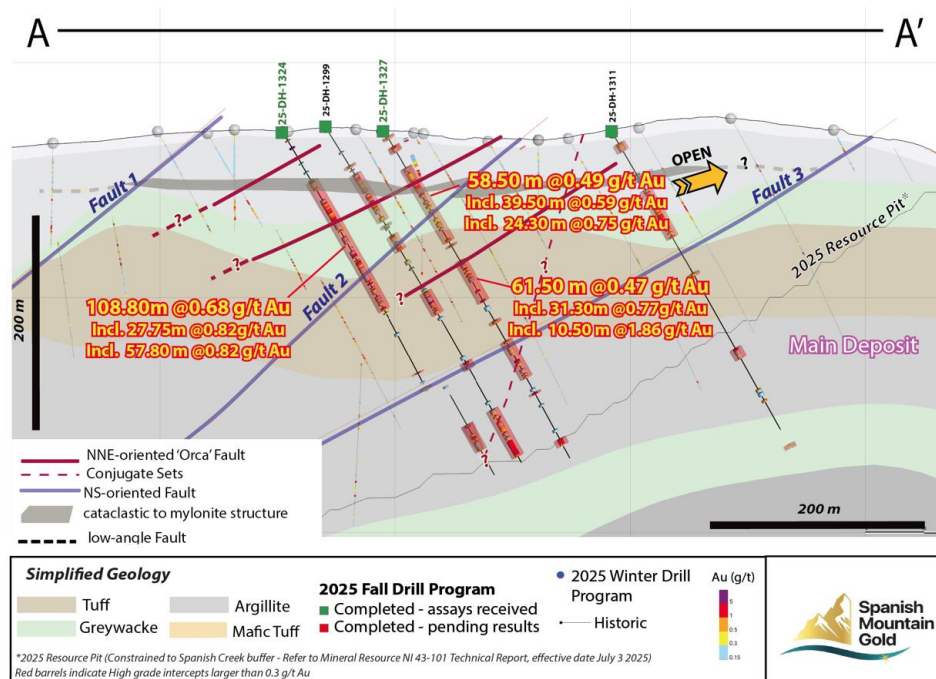 A
A'
25-DH-1324
25-DH-1299
25-DH-1327
25-DH-1311
OPEN
?
Fault 1
Fault 2
Fault 3
?
?
?
?
?
58.50 m @0.49 g/t Au
Incl. 39.50m @0.59 g/t Au
Incl. 24.30 m @0.75 g/t Au
2025 Resource Pit*
108.80m @0.68 g/t Au
Incl. 27.75m @0.82g/t Au
Incl. 57.80 m @0.82 g/t Au
61.50 m @0.47 g/t Au
Incl. 31.30m @0.77g/t Au
Incl. 10.50 m @1.86 g/t Au
Main Deposit
200 m
200 m
NNE-oriented 'Orca' Fault
Conjugate Sets
NS-oriented Fault
cataclastic to mylonite structure
low-angle Fault
Simplified Geology
Tuff
Argillite
Greywacke
Mafic Tuff
2025 Fall Drill Program
Completed - assays received
Completed - pending results
2025 Winter Drill
Program
Historic
Au (g/t)
5
1
0.5
0.3
0.15
*2025 Resource Pit (Constrained to Spanish Creek buffer - Refer to Mineral Resource NI 43-101 Technical Report, effective date July 3 2025)
Red barrels indicate High grade intercepts larger than 0.3 g/t Au
Spanish
Mountain
Gold